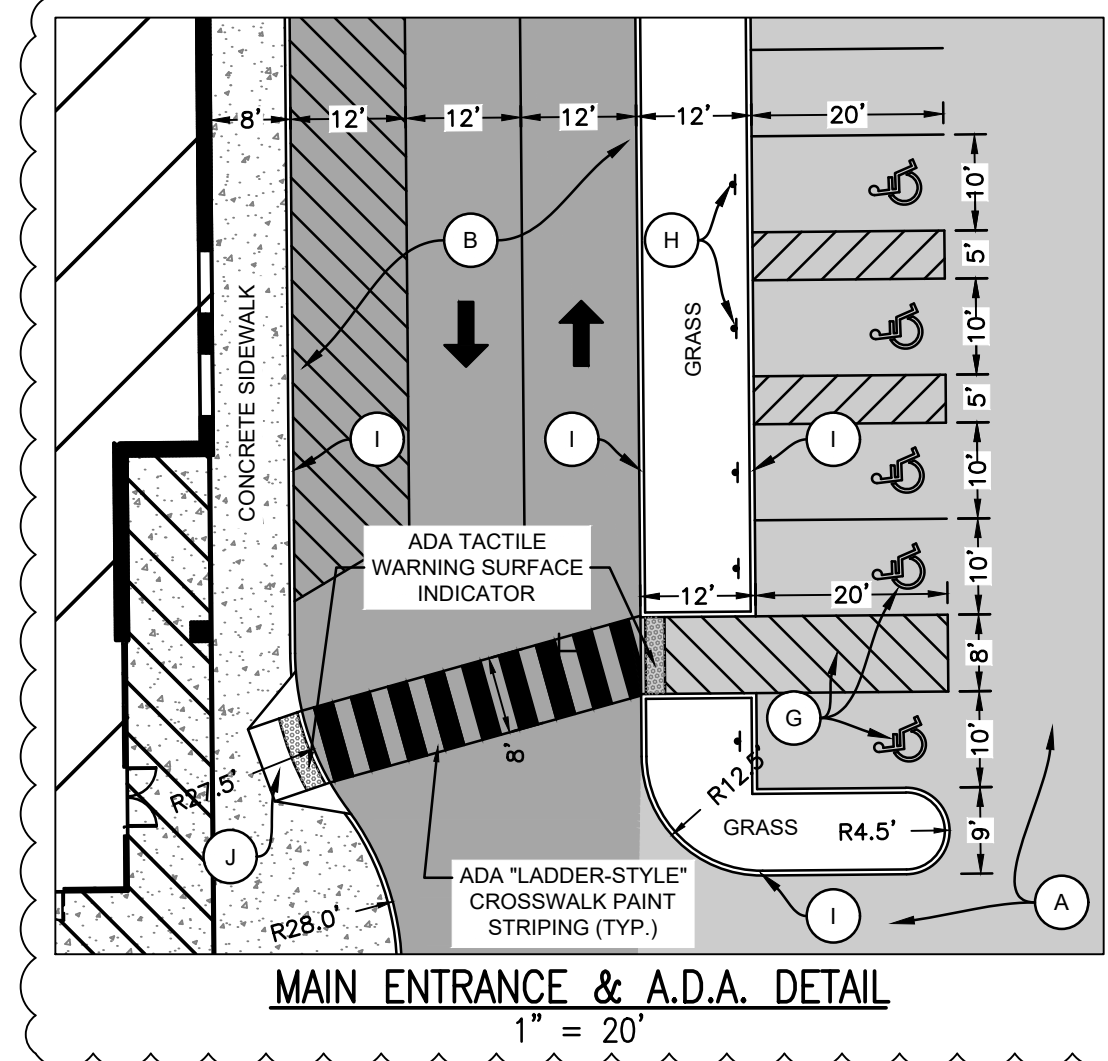 8' 12' 12' 12' 12' 20'
10'
B
H
5'
CONCRETE SIDEWALK
GRASS
10'
5'
I
I
I
10'
ADA TACTILE
WARNING SURFACE
INDICATOR
10'
12' 20'
8'
8'
G
10'
R27.5'
R12.5'
J
GRASS
R4.5'
9'
ADA "LADDER-STYLE"
CROSSWALK PAINT
STRIPING (TYP.)
R28.0'
I
A
MAIN ENTRANCE & A.D.A. DETAIL
1" = 20'